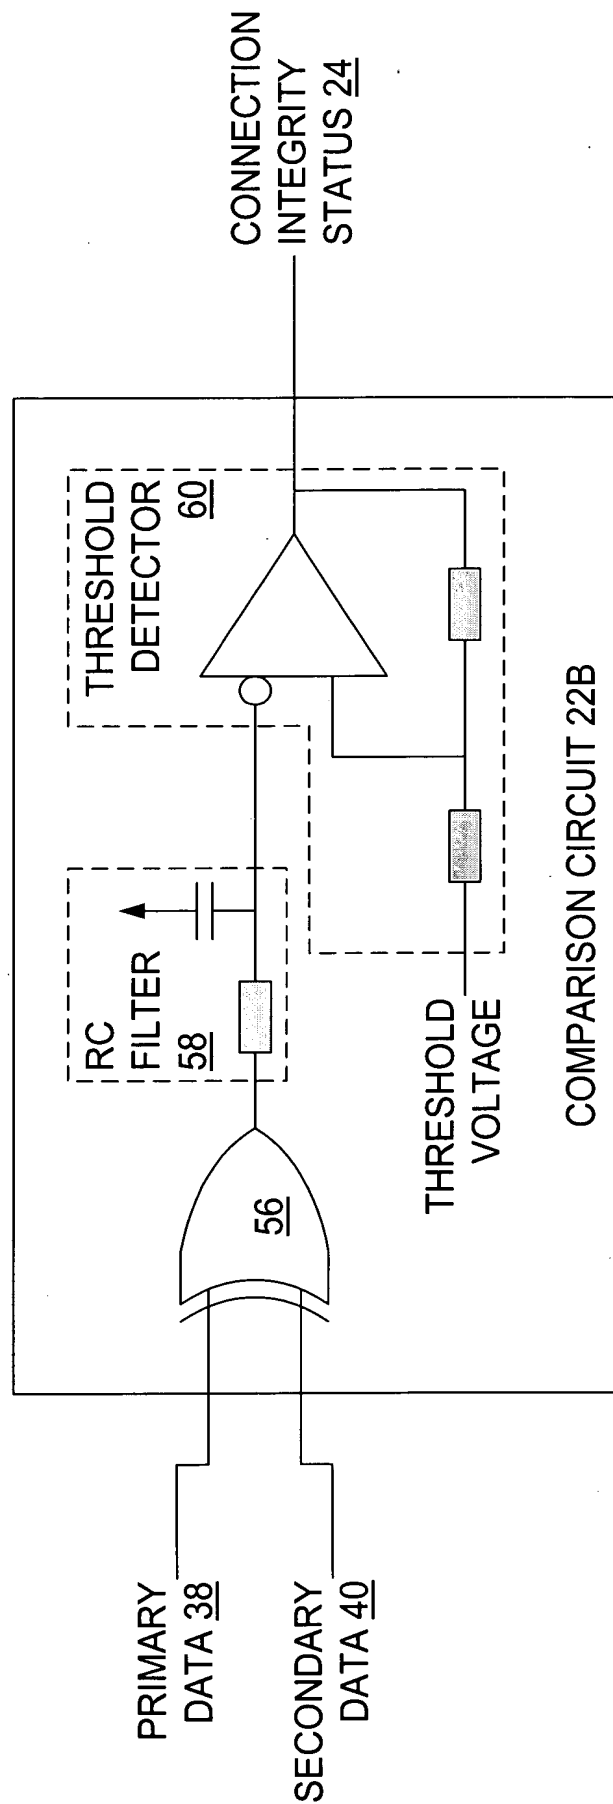 PRIMARY
DATA 38
SECONDARY
DATA 40
56
RC
FILTER
58
THRESHOLD
DETECTOR
60
THRESHOLD
VOLTAGE
CONNECTION
INTEGRITY
STATUS 24
COMPARISON CIRCUIT 22B